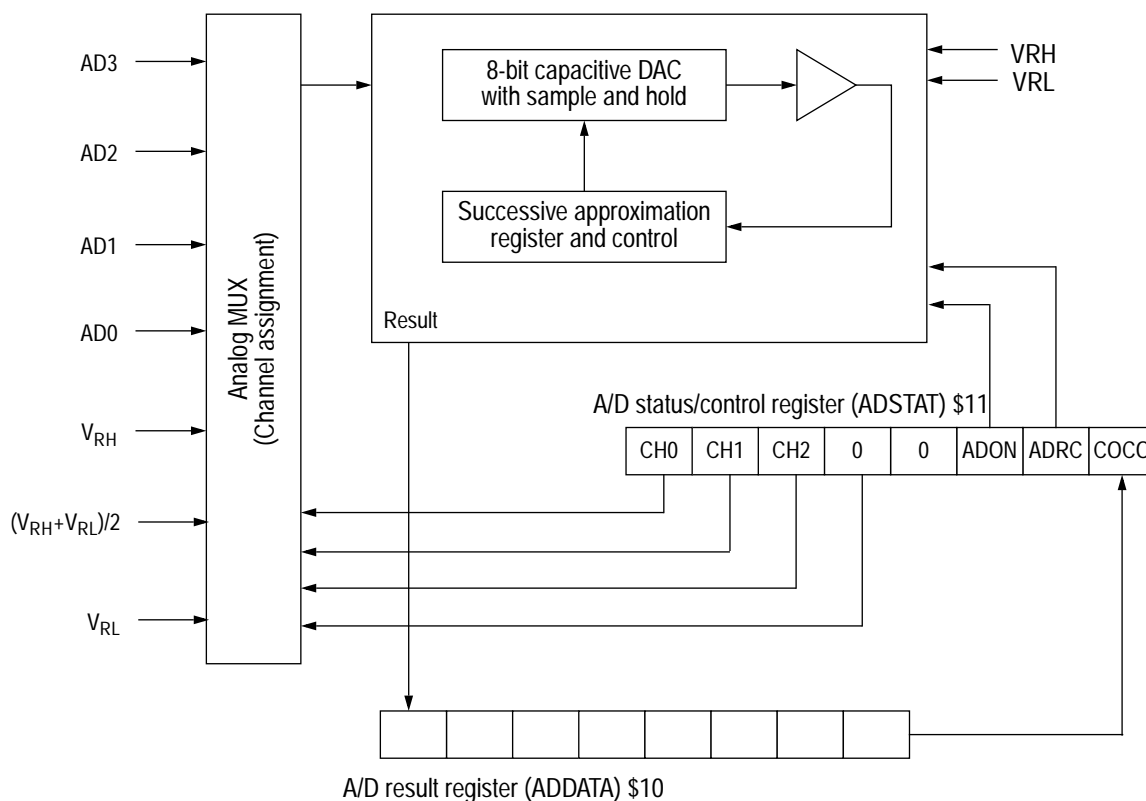 AD3
AD2
AD1
AD0
V_RH
(V_RH+V_RL)/2
V_RL
Analog MUX
(Channel assignment)
8-bit capacitive DAC
with sample and hold
Successive approximation
register and control
Result
VRH
VRL
A/D status/control register (ADSTAT) $11
CH0 CH1 CH2 0 0 ADON ADRC COCO
A/D result register (ADDATA) $10